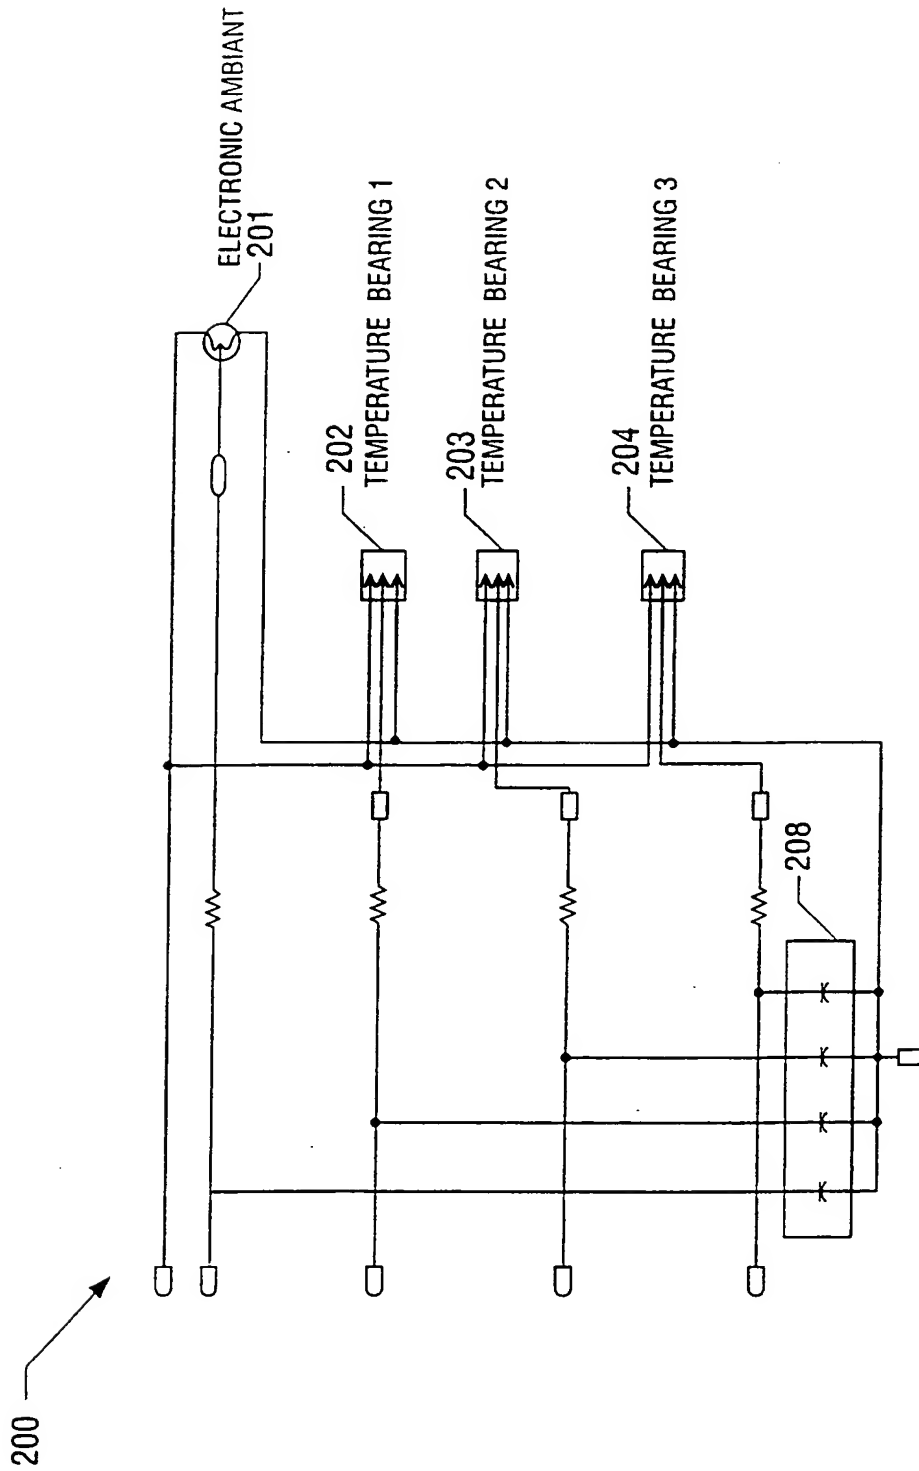 200
ELECTRONIC AMBIANT
201
202
TEMPERATURE BEARING 1
203
TEMPERATURE BEARING 2
204
TEMPERATURE BEARING 3
208